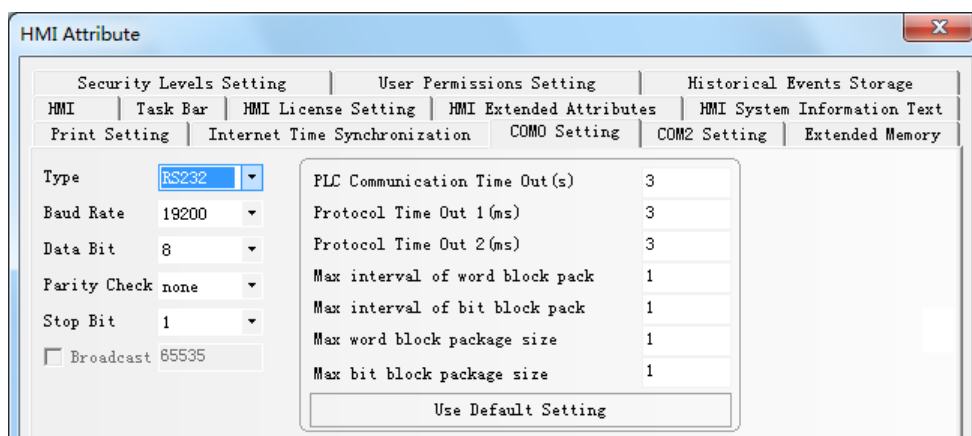 HMI Attribute
Security Levels Setting User Permissions Setting Historical Events Storage
HMI Task Bar HMI License Setting HMI Extended Attributes HMI System Information Text
Print Setting Internet Time Synchronization COM0 Setting COM2 Setting Extended Memory
Type RS232
Baud Rate 19200
Data Bit 8
Parity Check none
Stop Bit 1
Broadcast 65535
PLC Communication Time Out(s) 3
Protocol Time Out 1(ms) 3
Protocol Time Out 2(ms) 3
Max interval of word block pack 1
Max interval of bit block pack 1
Max word block package size 1
Max bit block package size 1
Use Default Setting